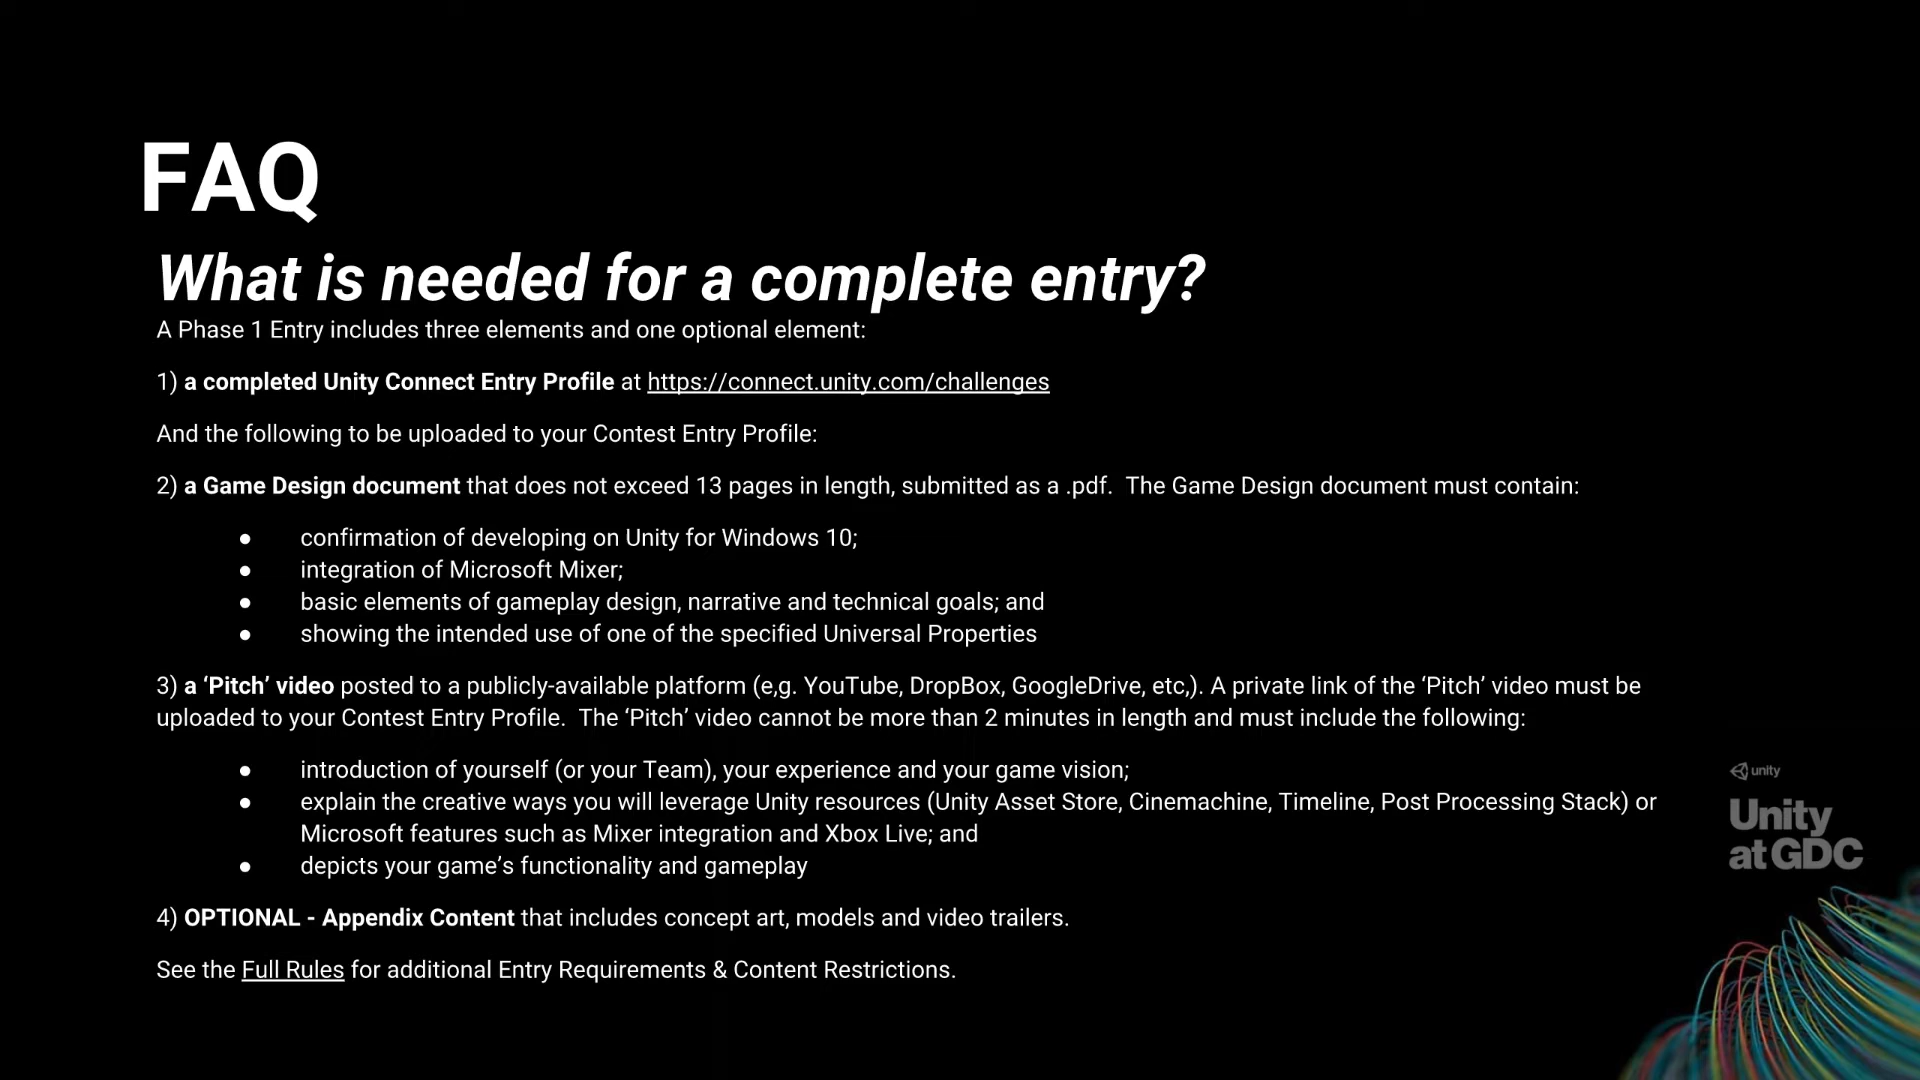 FAQ
What is needed for a complete entry?
A Phase 1 Entry includes three elements and one optional element:
1) a completed Unity Connect Entry Profile at https://connect.unity.com/challenges
And the following to be uploaded to your Contest Entry Profile:
2) a Game Design document that does not exceed 13 pages in length, submitted as a .pdf.  The Game Design document must contain:
● confirmation of developing on Unity for Windows 10;
● integration of Microsoft Mixer;
● basic elements of gameplay design, narrative and technical goals; and
● showing the intended use of one of the specified Universal Properties
3) a ‘Pitch’ video posted to a publicly-available platform (e,g. YouTube, DropBox, GoogleDrive, etc,). A private link of the ‘Pitch’ video must be
uploaded to your Contest Entry Profile.  The ‘Pitch’ video cannot be more than 2 minutes in length and must include the following:
● introduction of yourself (or your Team), your experience and your game vision;
● explain the creative ways you will leverage Unity resources (Unity Asset Store, Cinemachine, Timeline, Post Processing Stack) or
Microsoft features such as Mixer integration and Xbox Live; and
● depicts your game’s functionality and gameplay
4) OPTIONAL - Appendix Content that includes concept art, models and video trailers.
See the Full Rules for additional Entry Requirements & Content Restrictions.
unity
Unity
at GDC